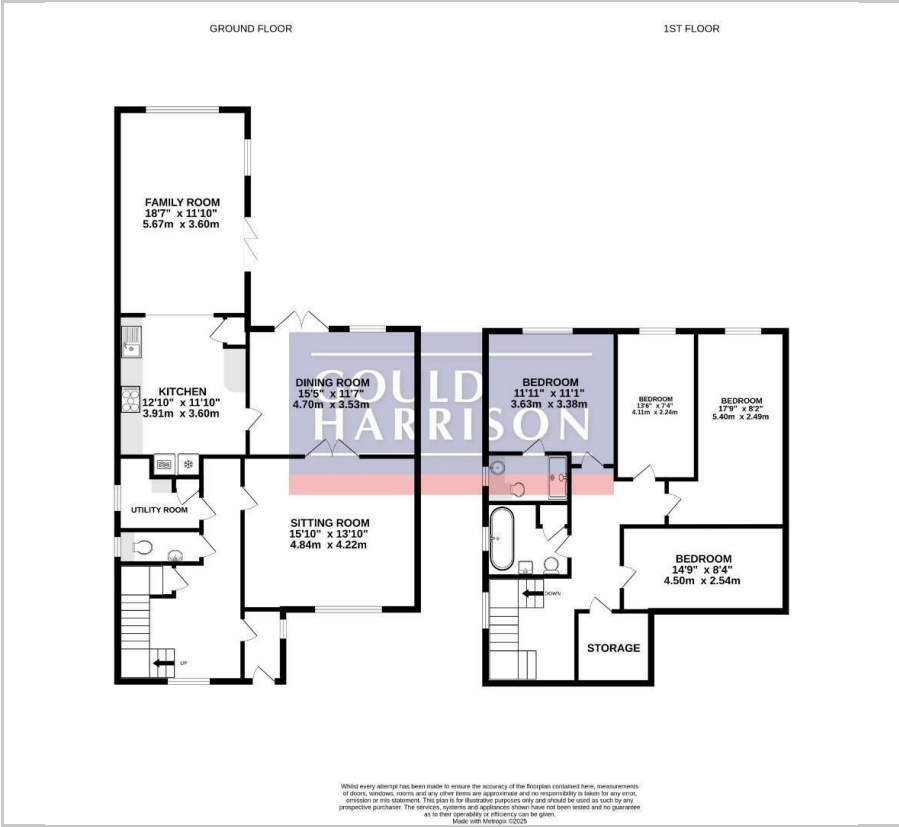 GROUND FLOOR
1ST FLOOR
FAMILY ROOM
18'7" x 11'10"
5.67m x 3.60m
KITCHEN
12'10" x 11'10"
3.91m x 3.60m
DINING ROOM
15'5" x 11'7"
4.70m x 3.53m
GOULD
HARRISON
UTILITY ROOM
SITTING ROOM
15'10" x 13'10"
4.84m x 4.22m
UP
BEDROOM
11'11" x 11'1"
3.63m x 3.38m
BEDROOM
13'6" x 7'4"
4.11m x 2.24m
BEDROOM
17'9" x 8'2"
5.40m x 2.49m
BEDROOM
14'9" x 8'4"
4.50m x 2.54m
DOWN
STORAGE
Whilst every attempt has been made to ensure the accuracy of the floorplan contained here, measurements
of doors, windows, rooms and any other items are approximate and no responsibility is taken for any error,
omission or mis-statement. This plan is for illustrative purposes only and should be used as such by any
prospective purchaser. The services, systems and appliances shown have not been tested and no guarantee
as to their operability or efficiency can be given.
Made with Metropix ©2025